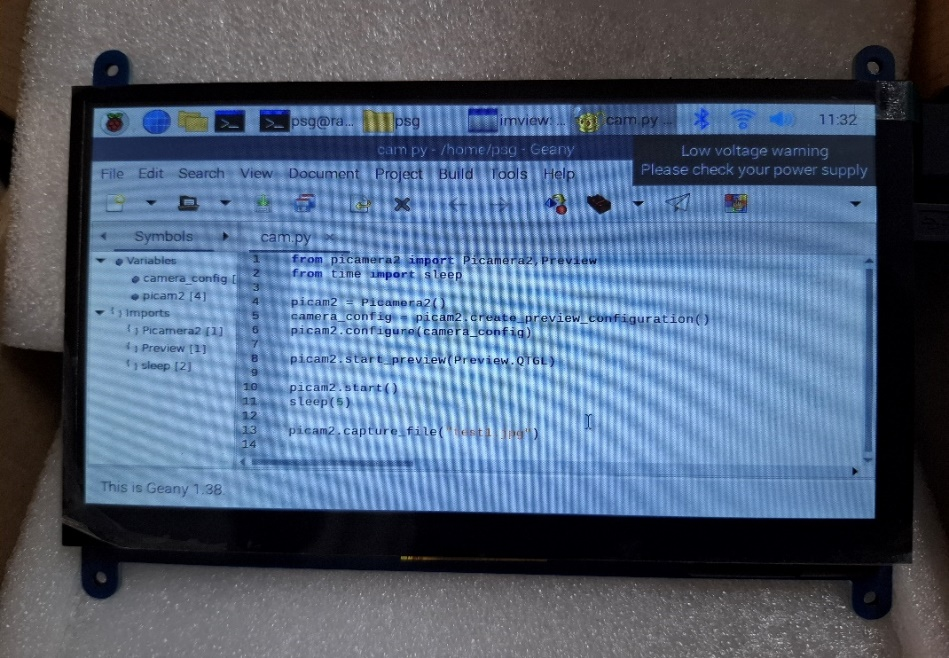 psg@ra... psg imview: ... cam.py ... 11:32
cam.py - /home/psg - Geany
Low voltage warning
Please check your power supply
File Edit Search View Document Project Build Tools Help
Symbols cam.py
Variables
camera_config [
picam2 [4]
Imports
Picamera2 [1]
Preview [1]
sleep [2]
1 from picamera2 import Picamera2,Preview
2 from time import sleep
3
4 picam2 = Picamera2()
5 camera_config = picam2.create_preview_configuration()
6 picam2.configure(camera_config)
7
8 picam2.start_preview(Preview.QTGL)
9
10 picam2.start()
11 sleep(5)
12
13 picam2.capture_file("test1.jpg")
14
This is Geany 1.38.